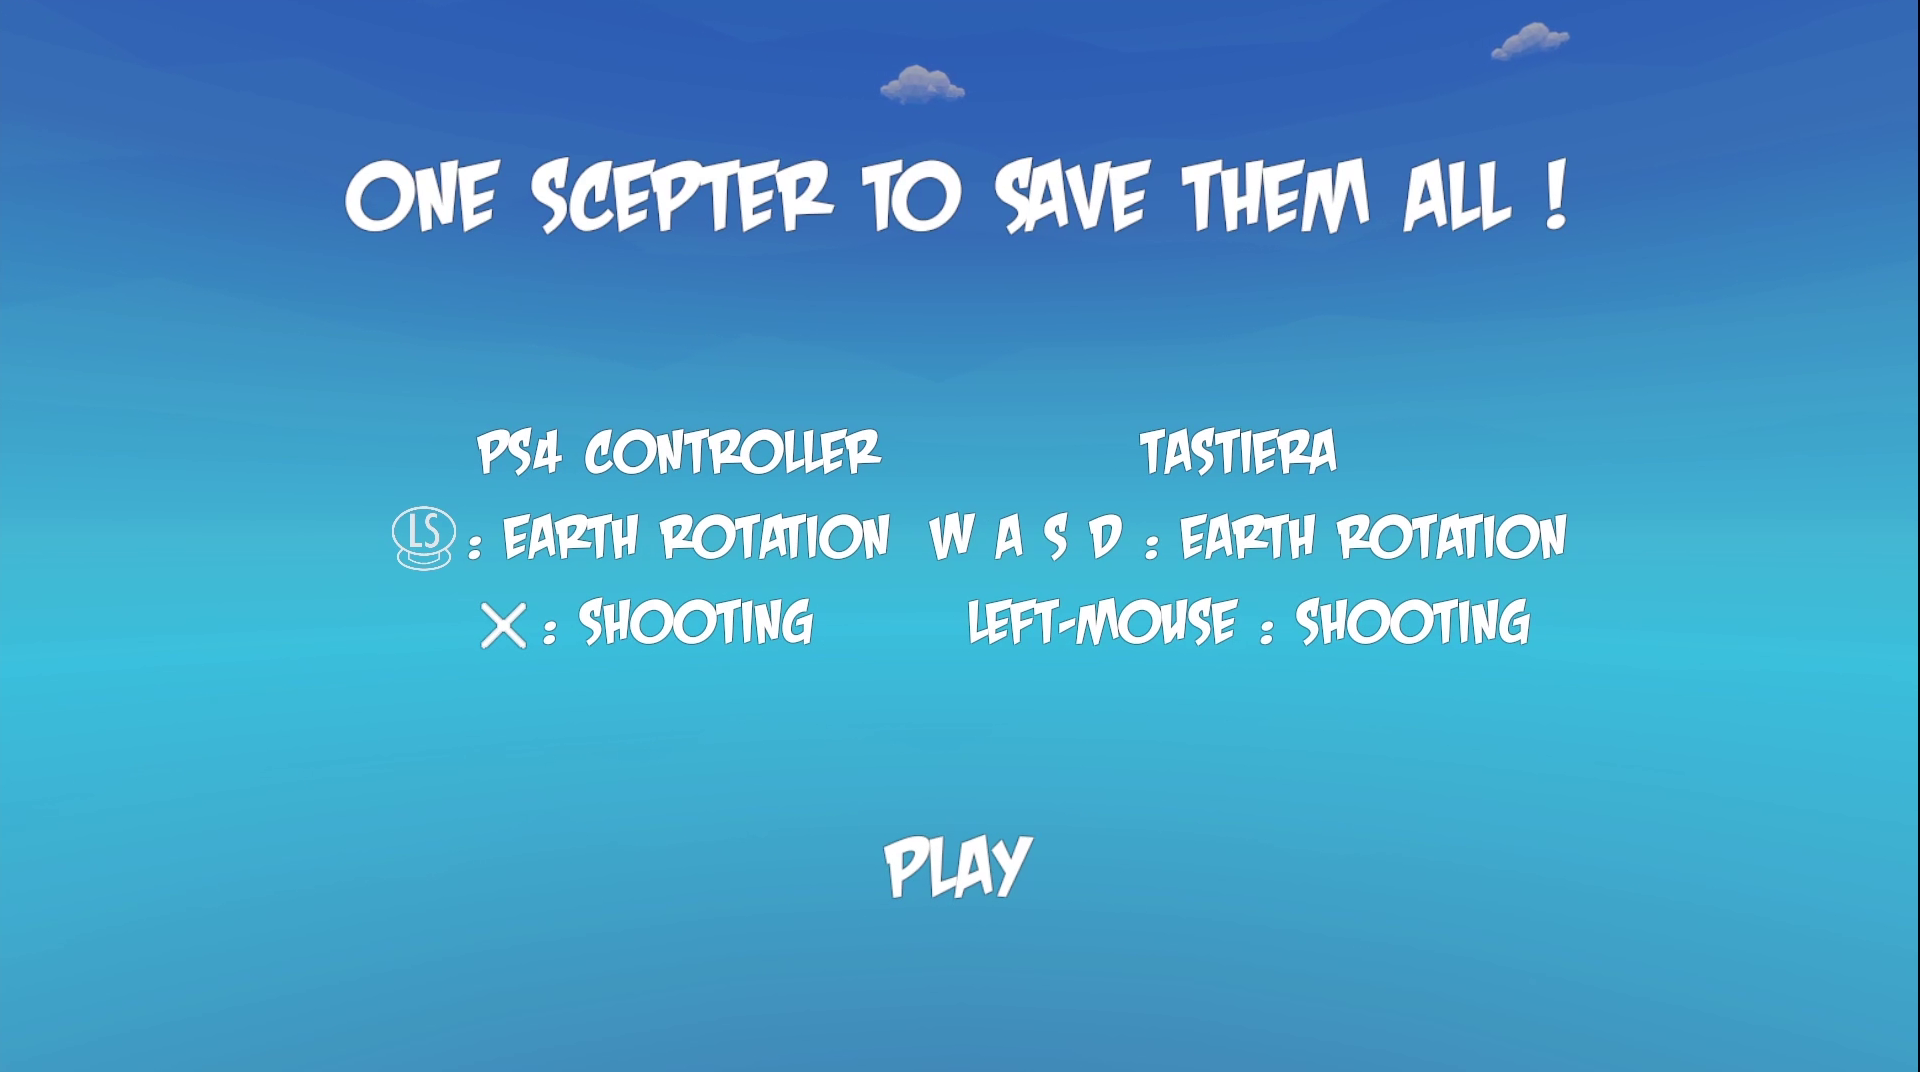 ONE SCEPTER TO SAVE THEM ALL !
PS4 CONTROLLER
LS : EARTH ROTATION
X : SHOOTING
TASTIERA
W A S D : EARTH ROTATION
LEFT-MOUSE : SHOOTING
PLAY